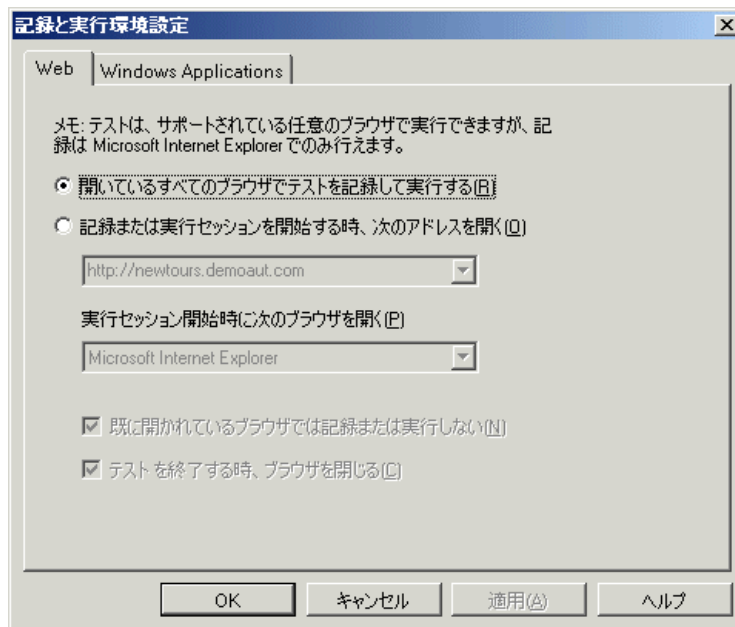 記録と実行環境設定
Web
Windows Applications
メモ: テストは、サポートされている任意のブラウザで実行できますが、記
録は Microsoft Internet Explorer でのみ行えます。
開いているすべてのブラウザでテストを記録して実行する(R)
記録または実行セッションを開始する時、次のアドレスを開く(O)
http://newtours.demoaut.com
実行セッション開始時に次のブラウザを開く(P)
Microsoft Internet Explorer
既に開かれているブラウザでは記録または実行しない(N)
テストを終了する時、ブラウザを閉じる(C)
OK
キャンセル
適用(A)
ヘルプ